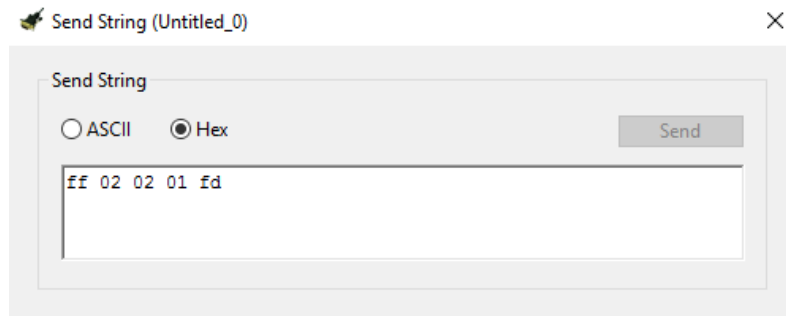 Send String (Untitled_0)
Send String
ASCII Hex Send
ff 02 02 01 fd